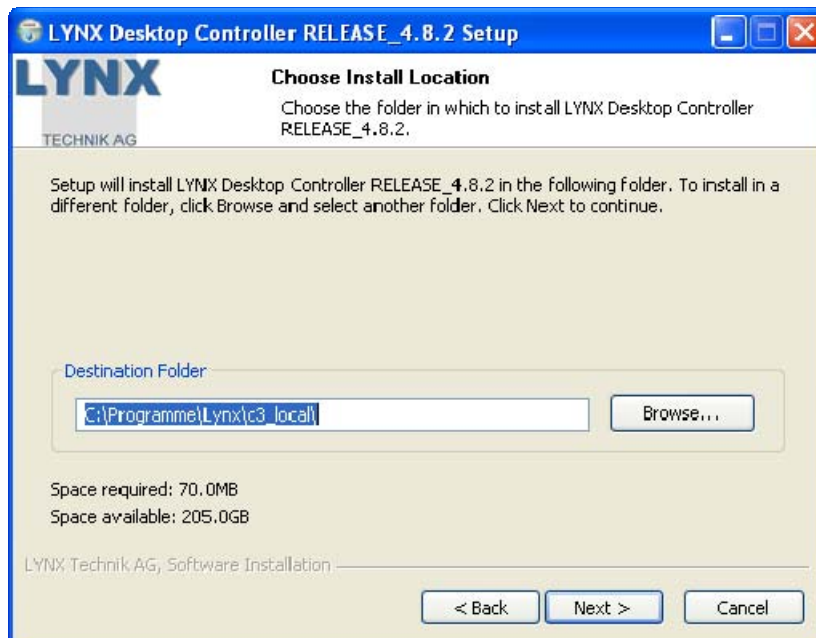 LYNX Desktop Controller RELEASE_4.8.2 Setup
LYNX
TECHNIK AG
Choose Install Location
Choose the folder in which to install LYNX Desktop Controller
RELEASE_4.8.2.
Setup will install LYNX Desktop Controller RELEASE_4.8.2 in the following folder. To install in a
different folder, click Browse and select another folder. Click Next to continue.
Destination Folder
C:\Programme\Lynx\c3_local\
Browse...
Space required: 70.0MB
Space available: 205.0GB
LYNX Technik AG, Software Installation
< Back
Next >
Cancel